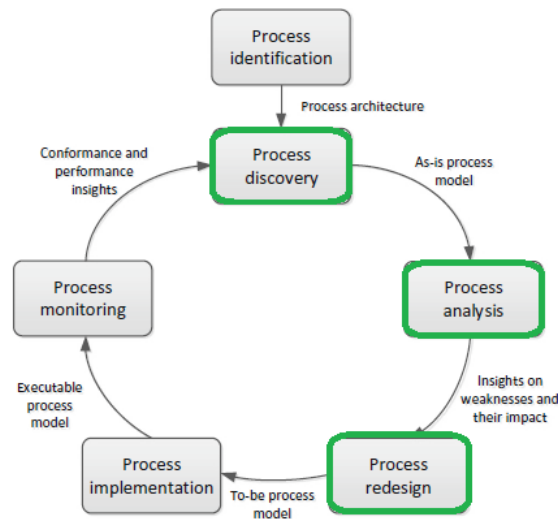 Process
identification
Process architecture
Process
discovery
As-is process
model
Process
analysis
Insights on
weaknesses and
their impact
Process
redesign
To-be process
model
Process
implementation
Executable
process
model
Process
monitoring
Conformance and
performance
insights